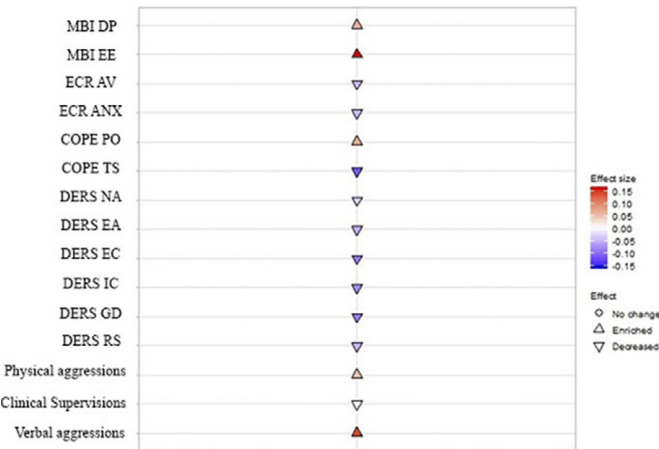 MBI DP
MBI EE
ECR AV
ECR ANX
COPE PO
COPE TS
DERS NA
DERS EA
DERS EC
DERS IC
DERS GD
DERS RS
Physical aggressions
Clinical Supervisions
Verbal aggressions
Effect size
0.15
0.10
0.05
0.00
-0.05
-0.10
-0.15
Effect
No change
Enriched
Decreased